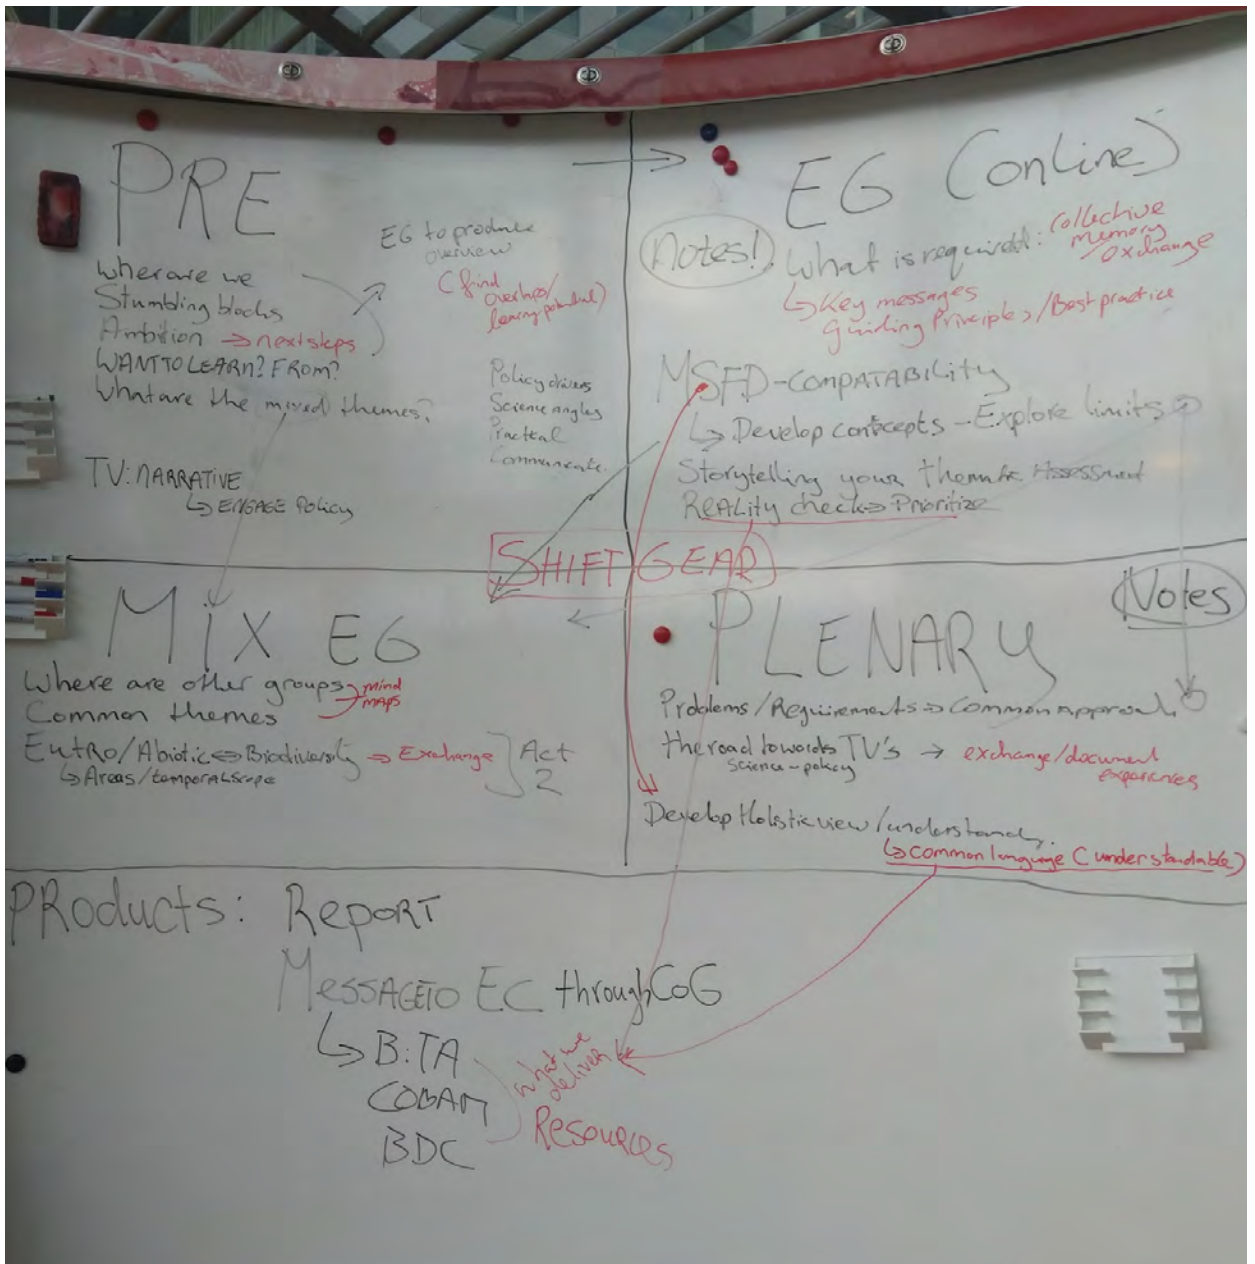 PRE
EG to produce
overview
(find
overlap/
learning potential)
Where are we
Stumbling blocks
Ambition → next steps
WANT TO LEARN? FROM?
What are the mixed themes?
Policy drivers
Science angles
Practical
Communicate
TV: NARRATIVE
↳ ENGAGE Policy
EG (online)
Notes!
What is required: collective
memory
/exchange
↳ Key messages
Guiding Principles/Best practice
MSFD-COMPATABILITY
↳ Develop concepts - Explore limits
Storytelling your thematic Assessment
REALity check → Prioritize
SHIFT GEAR
MiX EG
Where are other groups
Common themes
mind
maps
Eutro/Abiotic ↔ Biodiversity → Exchange
↳ Areas/temporal scope
Act
2
PLENARY
Notes
Problems/Requirements → Common Approach
the road towards TV's → exchange/document
experiences
science-policy
Develop Holistic view/understanding
↳ common language (understandable)
PRoducts: REPORT
MESSAGE TO EC through CoG
↳ B:TA
COBAM
BDC
what we
deliver
Resources